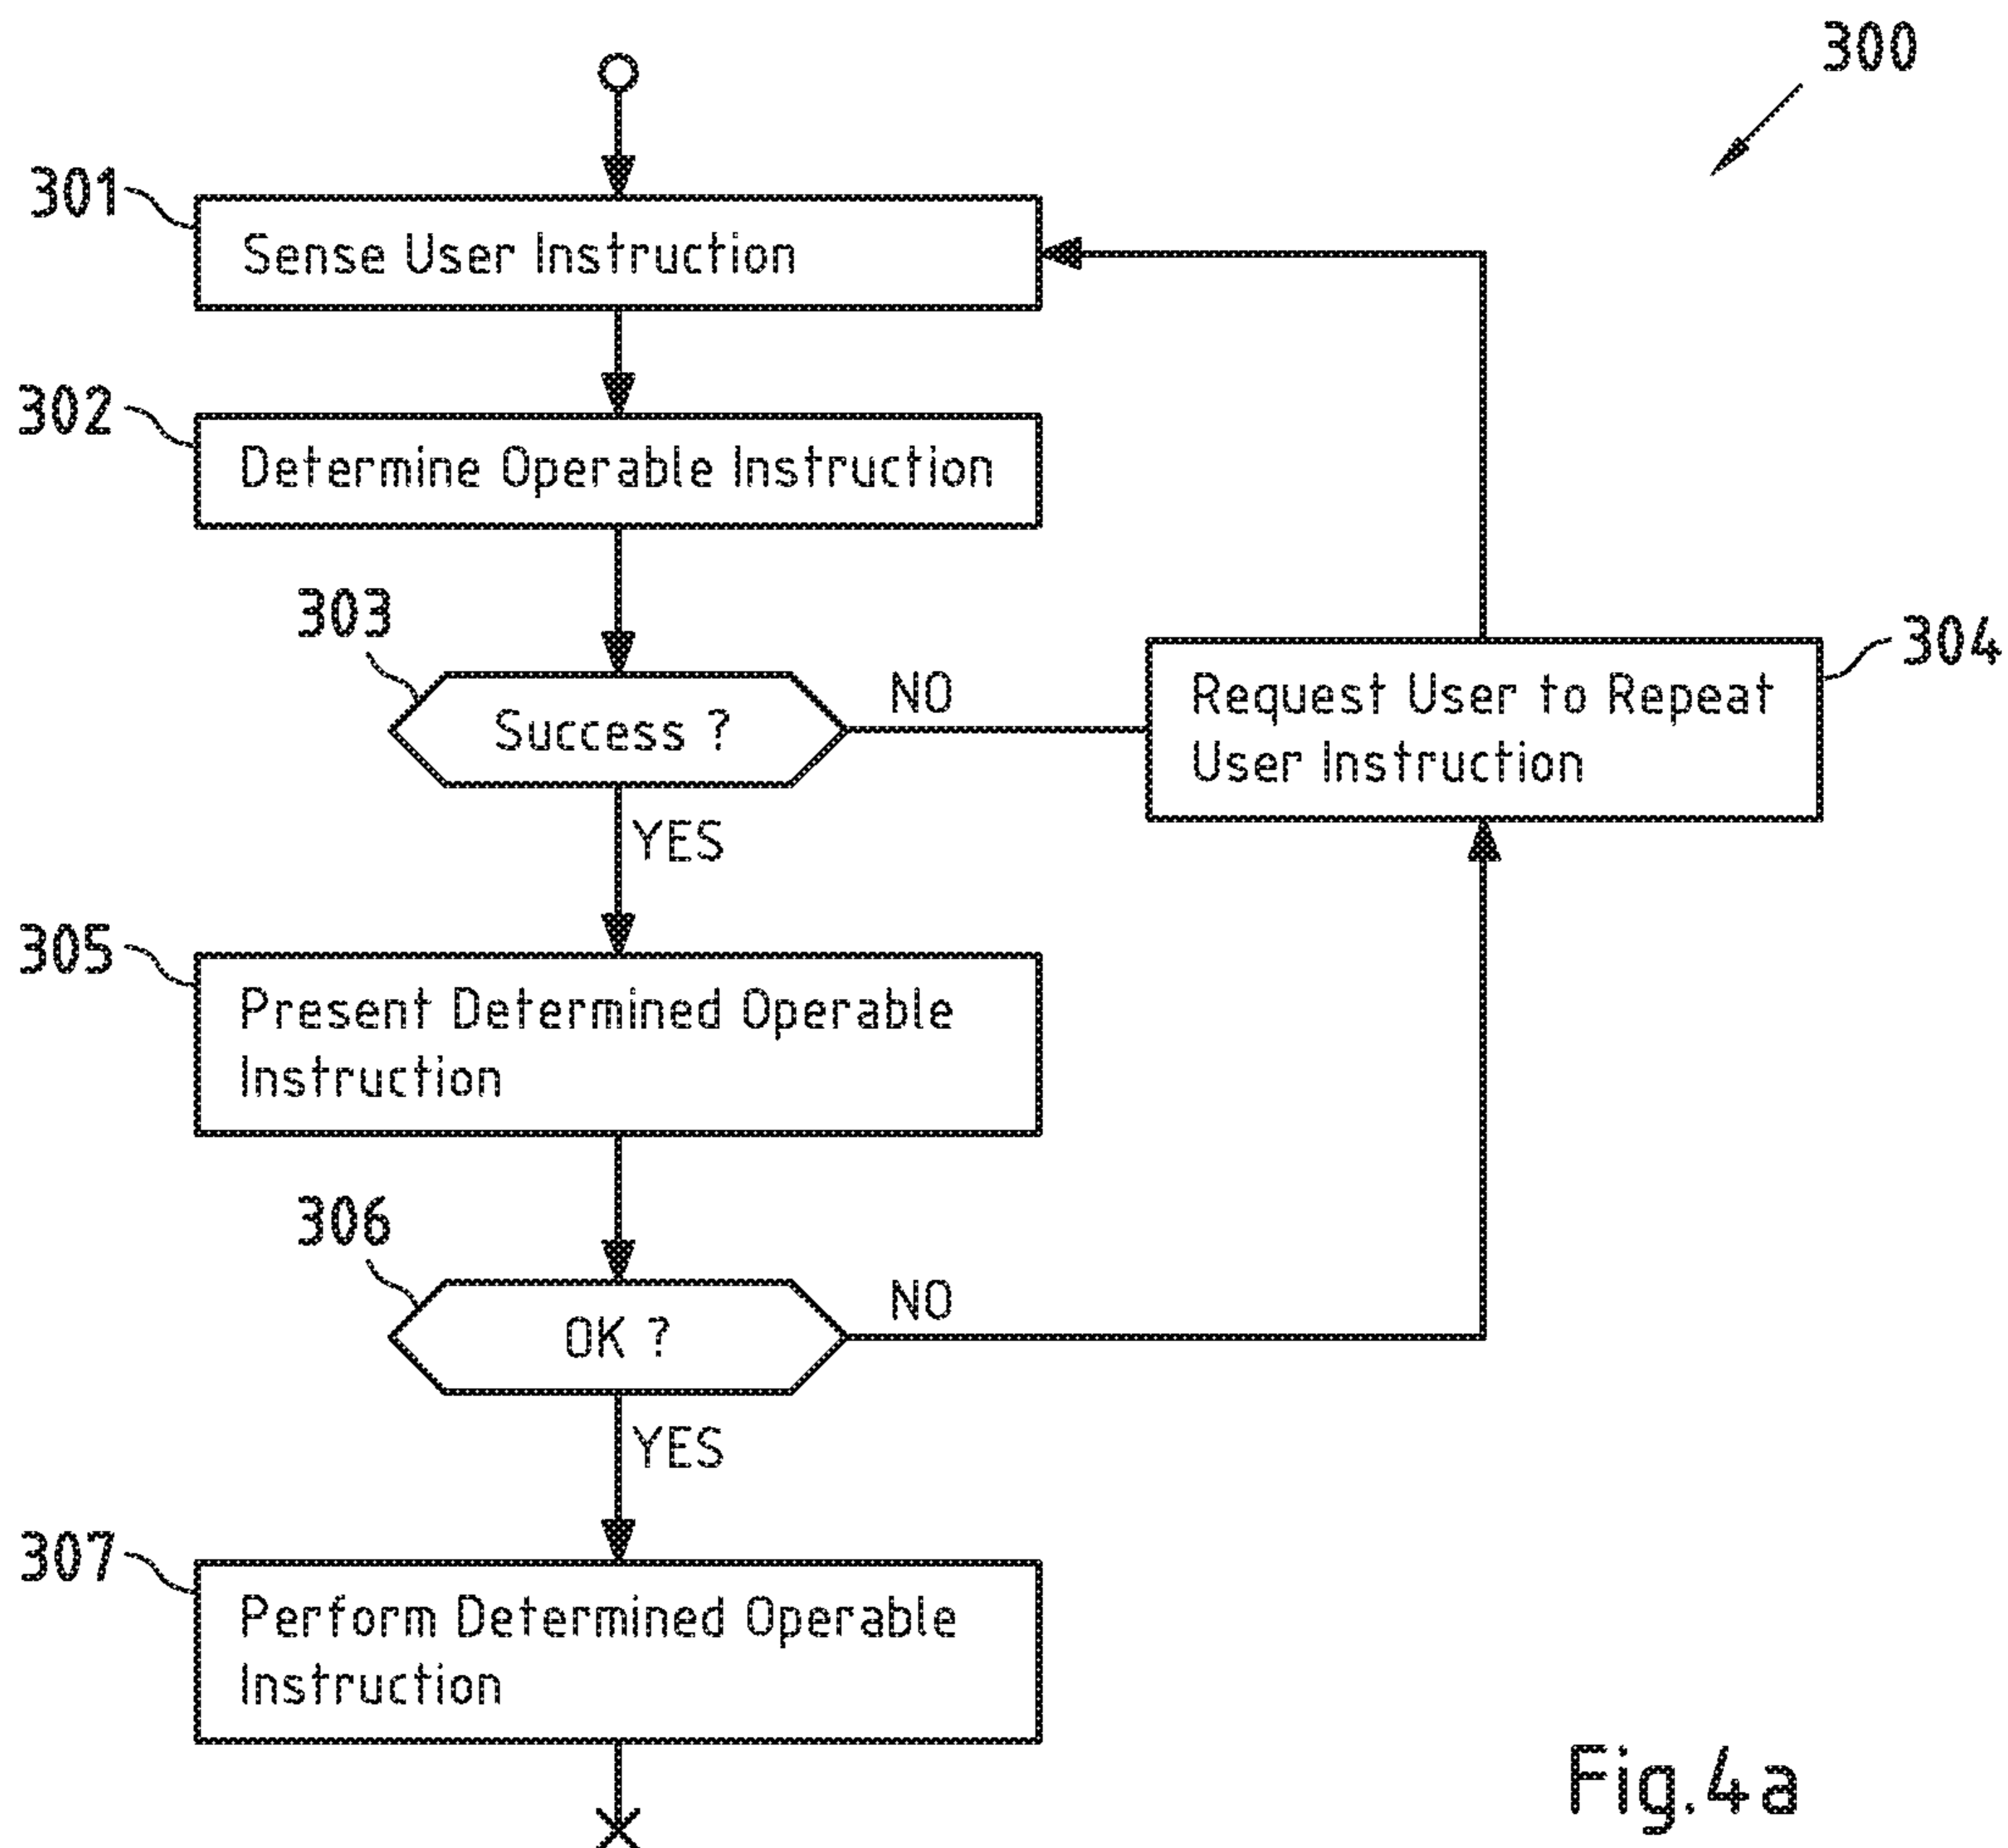 300
301
Sense User Instruction
302
Determine Operable Instruction
303
Success ?
NO
304
Request User to Repeat
User Instruction
YES
305
Present Determined Operable
Instruction
306
OK ?
NO
YES
307
Perform Determined Operable
Instruction
Fig.4a